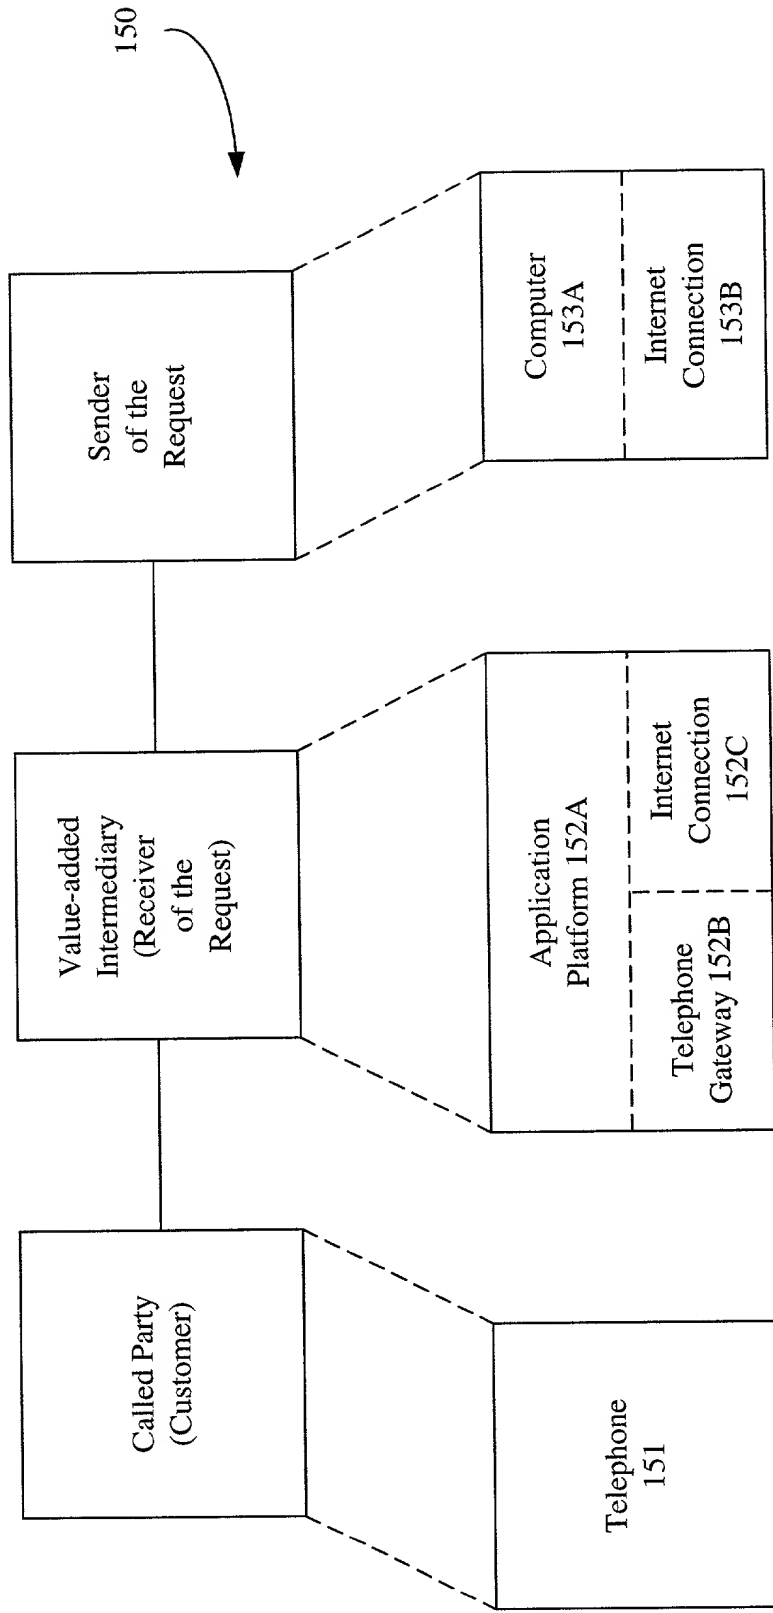 150
Called Party
(Customer)
Value-added
Intermediary
(Receiver
of the
Request)
Sender
of the
Request
Telephone
151
Application
Platform 152A
Telephone
Gateway 152B
Internet
Connection
152C
Computer
153A
Internet
Connection
153B